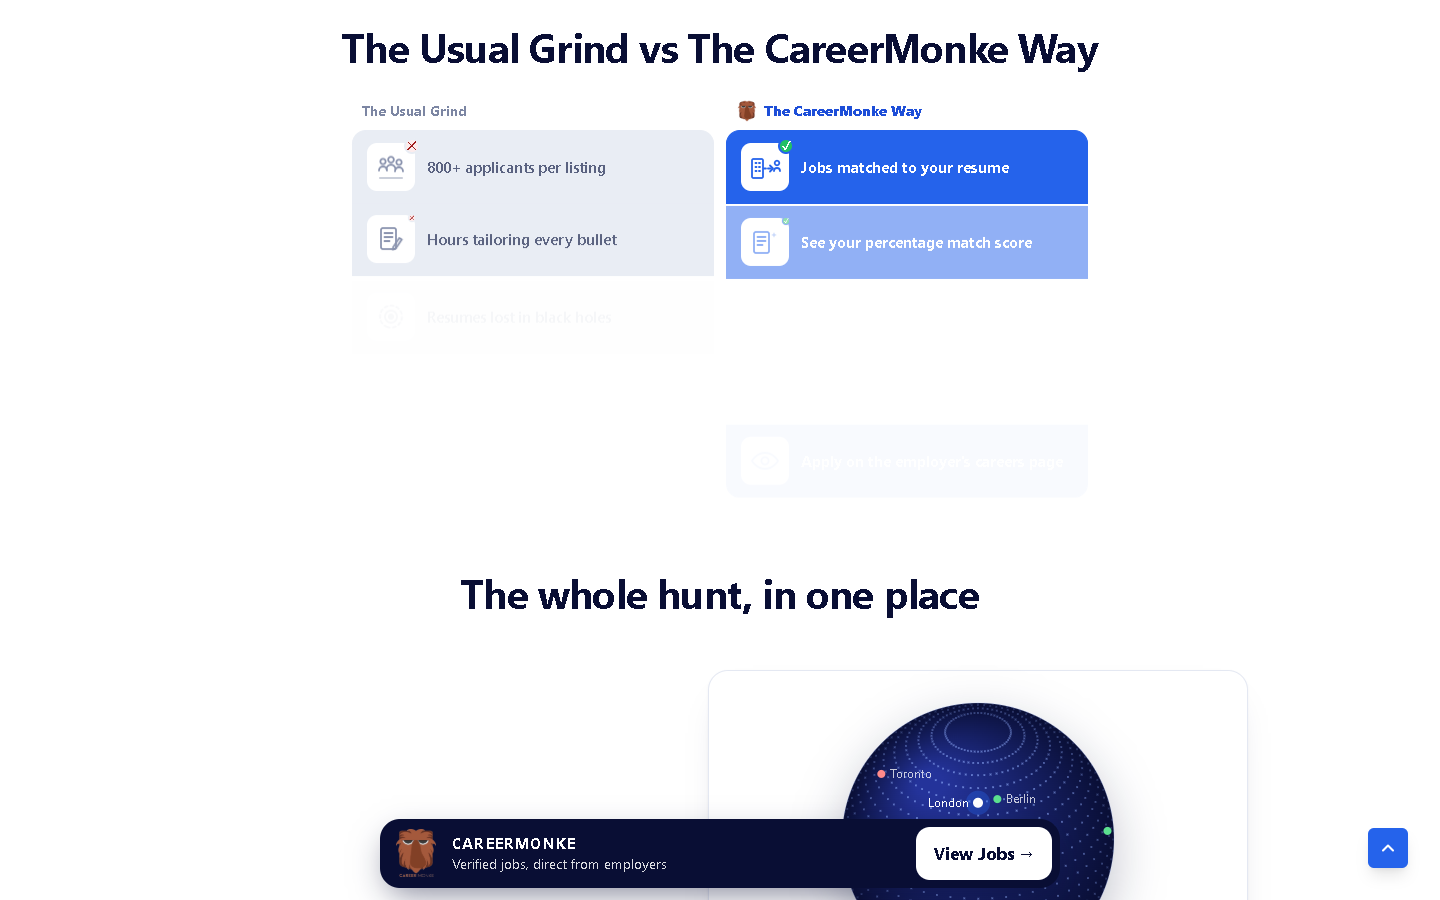 The Usual Grind vs The CareerMonke Way
The Usual Grind
800+ applicants per listing
Hours tailoring every bullet
Resumes lost in black holes
The CareerMonke Way
Jobs matched to your resume
See your percentage match score
Apply on the employer's careers page
The whole hunt, in one place
Toronto
London
Berlin
CAREERMONKE
Verified jobs, direct from employers
View Jobs →